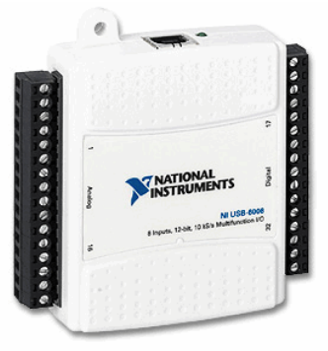 17
1
Analog
Digital
NATIONAL
INSTRUMENTS
NI USB-6008
8 Inputs, 12-bit, 10 kS/s Multifunction I/O
16
32